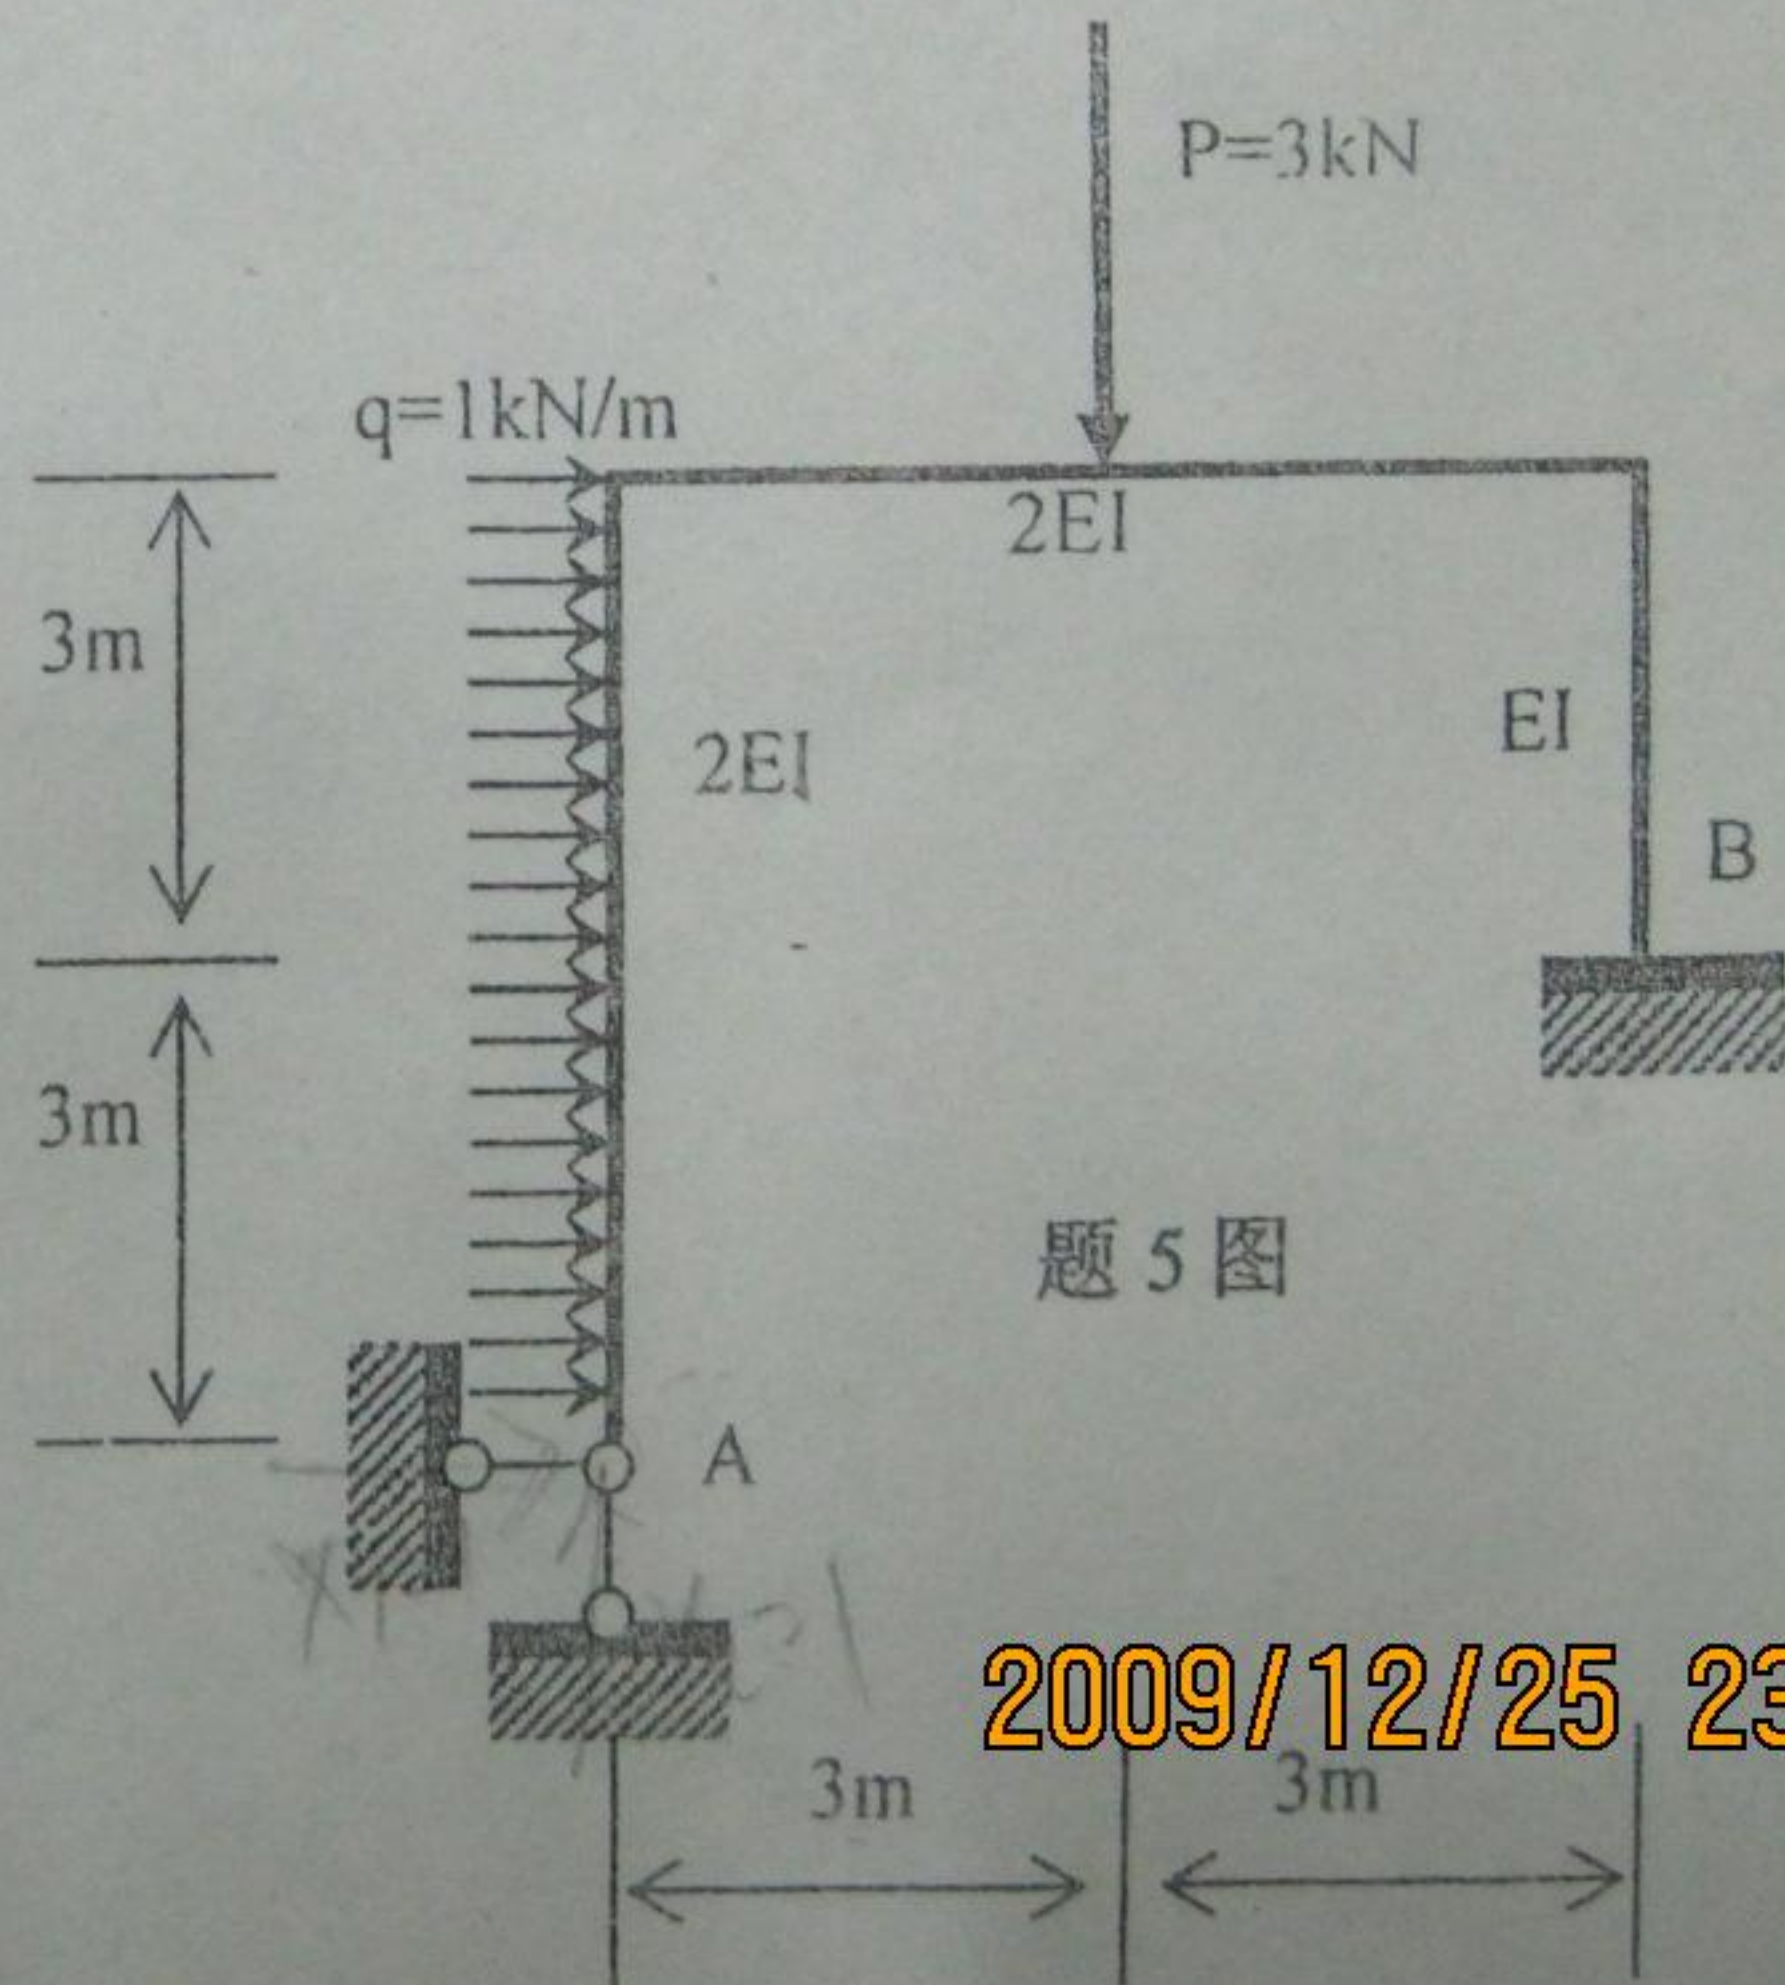 P=3kN
q=1kN/m
2EI
3m
2EI
EI
B
3m
题 5 图
A
2009/12/25 23
3m
3m